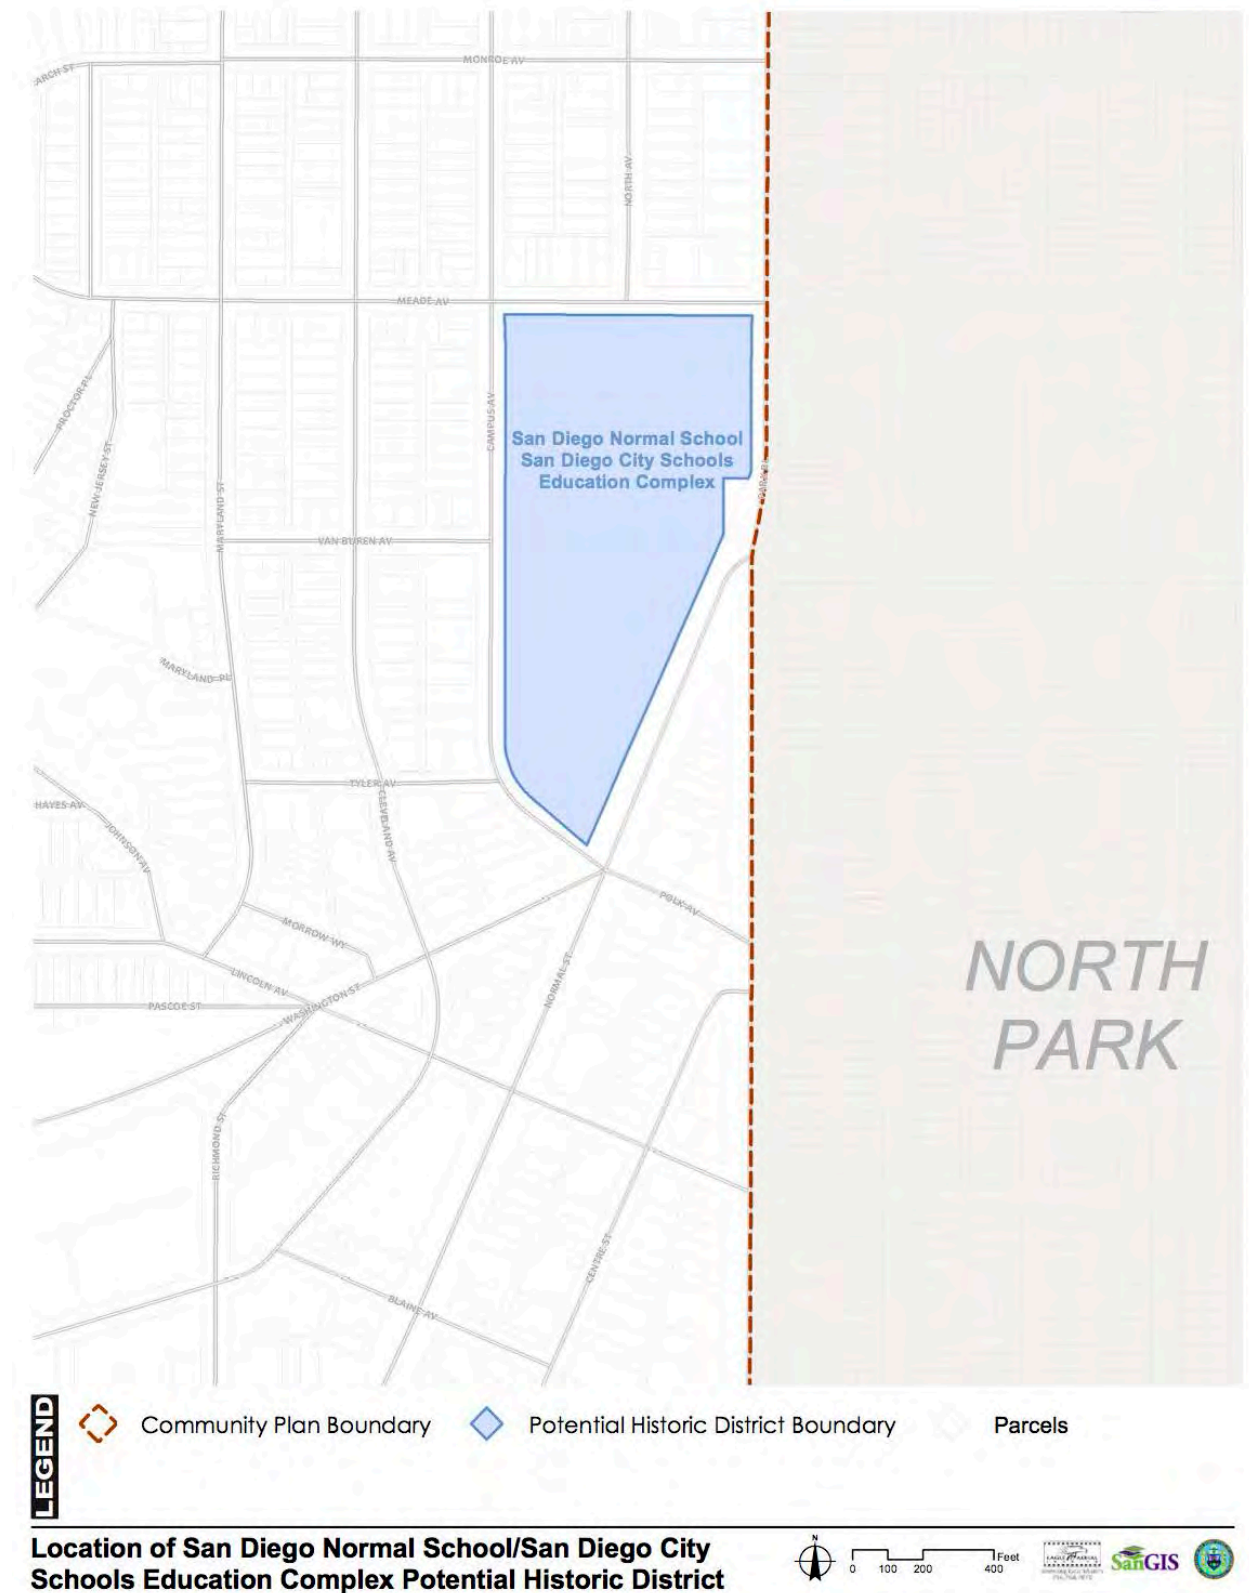 MONROE AV
ARCH ST
NORTH AV
MEADE AV
PROCTOR PL
CAMPUS AV
San Diego Normal School
San Diego City Schools
Education Complex
NEW JERSEY ST
MARYLAND ST
PARK BL
VAN BUREN AV
MARYLAND PL
TYLER AV
HAYES AV
JOHNSON AV
CLEVELAND AV
POLK AV
MORROW WY
NORTH
PARK
LINCOLN AV
NORMAL ST
PASCOE ST
WASHINGTON ST
RICHMOND ST
CENTRE ST
BLAINE AV
LEGEND
Community Plan Boundary
Potential Historic District Boundary
Parcels
Location of San Diego Normal School/San Diego City
Schools Education Complex Potential Historic District
N
Feet
0 100 200 400
SanGIS